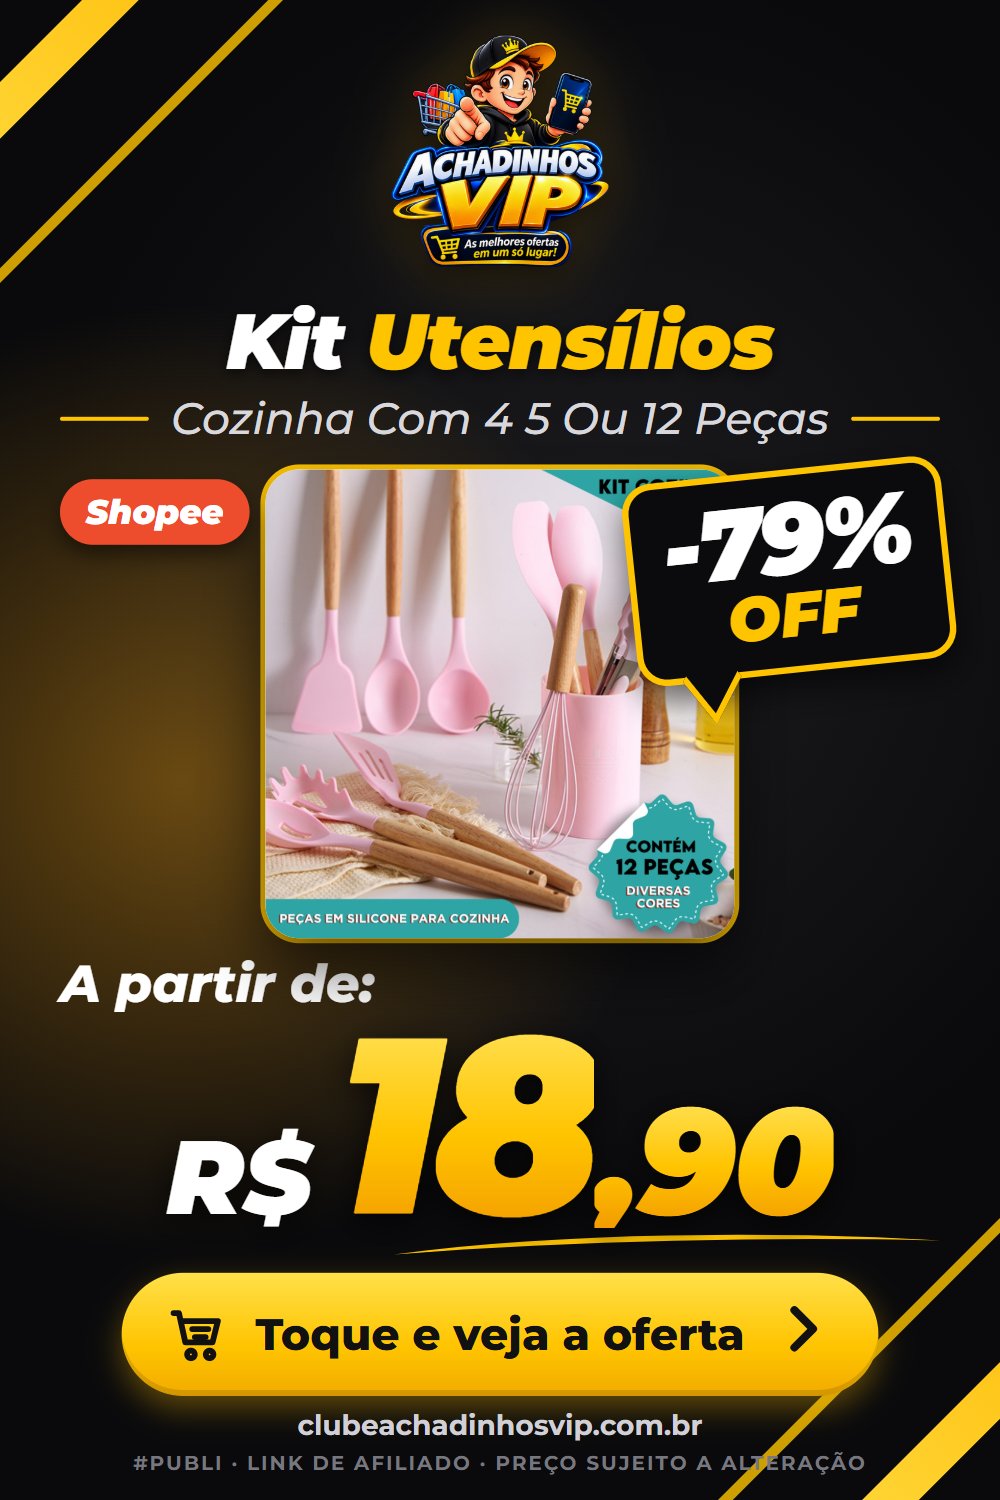 ACHADINHOS
VIP
As melhores ofertas
em um só lugar!
Kit Utensílios
Cozinha Com 4 5 Ou 12 Peças
Shopee
KIT
-79%
OFF
CONTÉM
12 PEÇAS
DIVERSAS
CORES
PEÇAS EM SILICONE PARA COZINHA
A partir de:
R$ 18,90
Toque e veja a oferta
clubeachadinhosvip.com.br
#PUBLI · LINK DE AFILIADO · PREÇO SUJEITO A ALTERAÇÃO